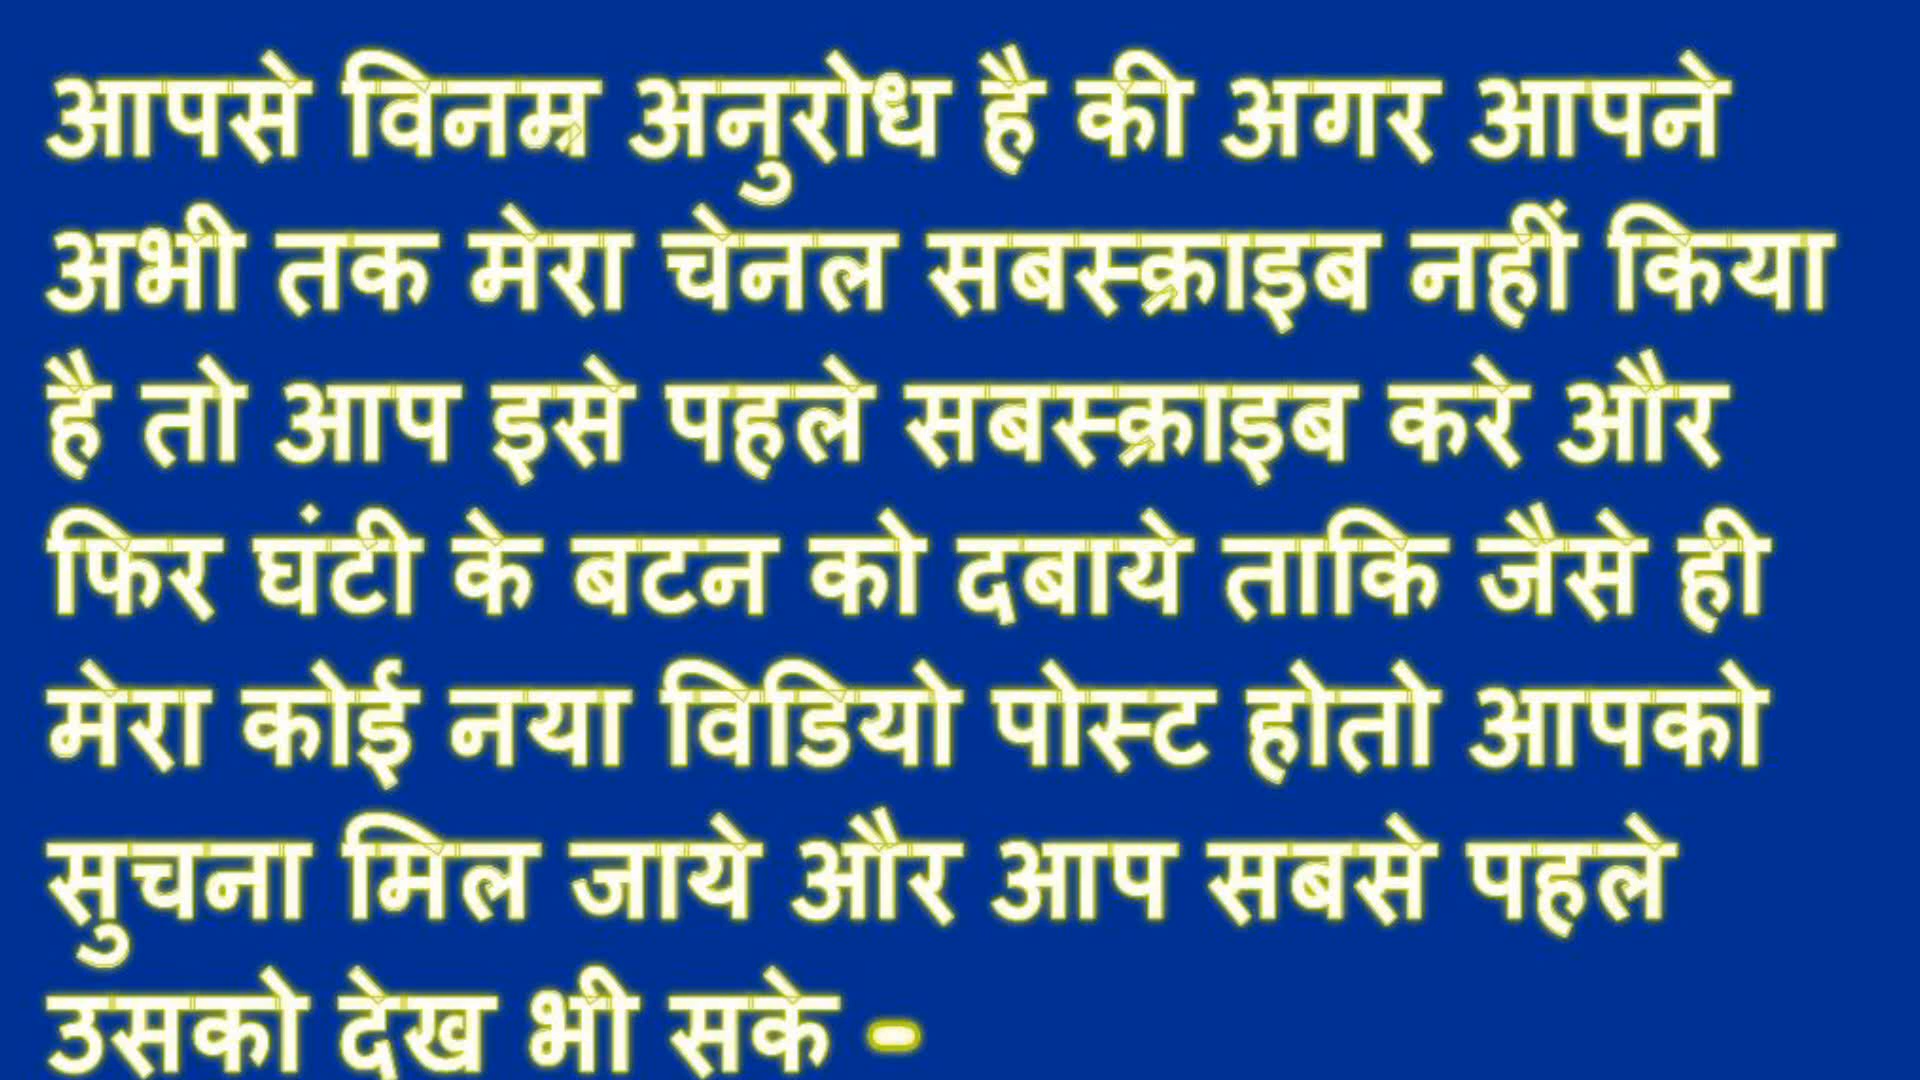 आपसे विनम्र अनुरोध है की अगर आपने
अभी तक मेरा चेनल सबस्क्राइब नहीं किया
है तो आप इसे पहले सबस्क्राइब करे और
फिर घंटी के बटन को दबाये ताकि जैसे ही
मेरा कोई नया विडियो पोस्ट होतो आपको
सुचना मिल जाये और आप सबसे पहले
उसको देख भी सके -